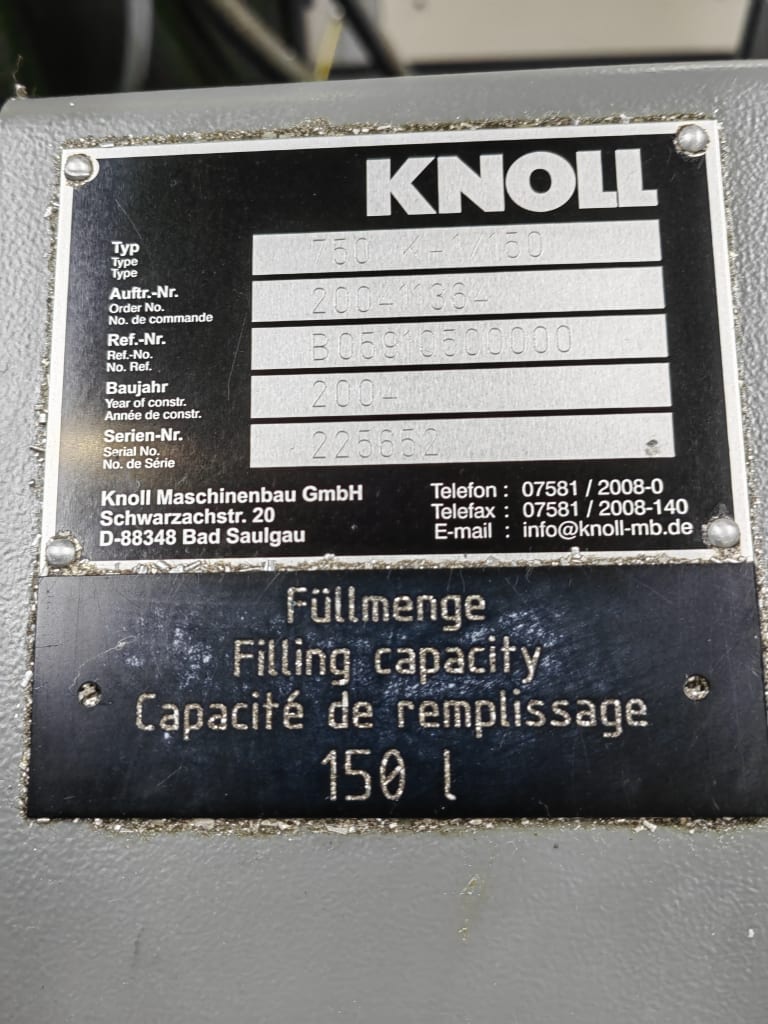 KNOLL
Typ
Type
Type
750 K-1/150
Auftr.-Nr.
Order No.
No. de commande
20041364
Ref.-Nr.
Ref.-No.
No. Ref.
B05910500000
Baujahr
Year of constr.
Année de constr.
2004
Serien-Nr.
Serial No.
No. de Série
225652
Knoll Maschinenbau GmbH
Schwarzachstr. 20
D-88348 Bad Saulgau
Telefon : 07581 / 2008-0
Telefax : 07581 / 2008-140
E-mail : info@knoll-mb.de
Füllmenge
Filling capacity
Capacité de remplissage
150 l